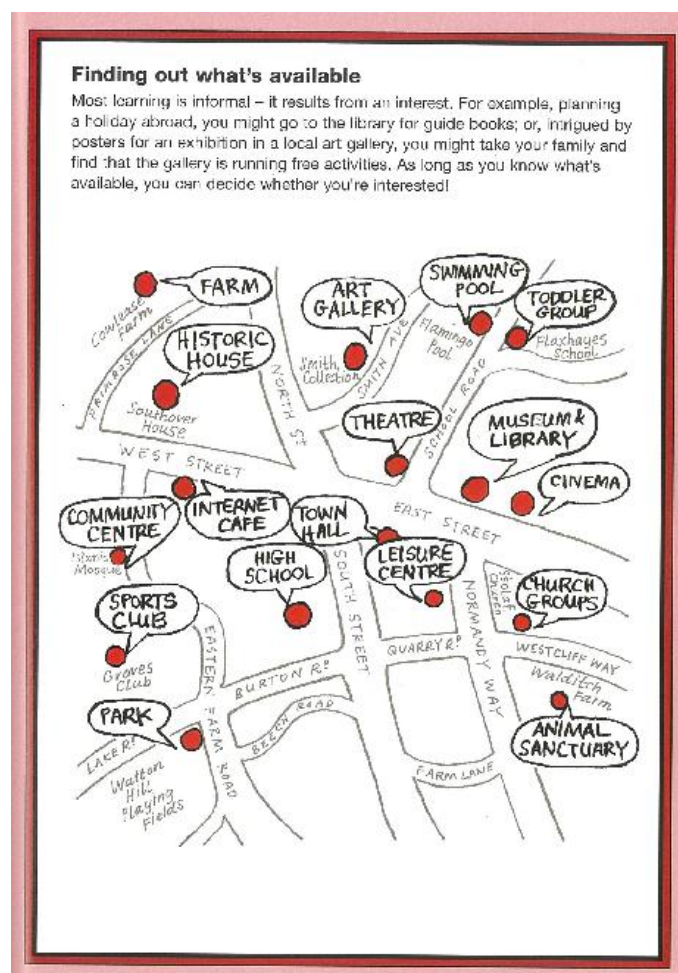 Finding out what's available
Most learning is informal – it results from an interest. For example, planning
a holiday abroad, you might go to the library for guide books; or, intrigued by
posters for an exhibition in a local art gallery, you might take your family and
find that the gallery is running free activities. As long as you know what's
available, you can decide whether you're interested!
FARM
Cowlease
Farm
PRIMROSE LANE
HISTORIC
HOUSE
Southover
House
NORTH ST
ART
GALLERY
Smith
Collection
SMITH AVE
SWIMMING
POOL
Flamingo
Pool
TODDLER
GROUP
Flaxhayes
School
SCHOOL ROAD
THEATRE
MUSEUM &
LIBRARY
CINEMA
WEST STREET
EAST STREET
INTERNET
CAFE
COMMUNITY
CENTRE
Islamic
Mosque
TOWN
HALL
HIGH
SCHOOL
SOUTH STREET
LEISURE
CENTRE
NORMANDY WAY
St Olaf
Church
CHURCH
GROUPS
SPORTS
CLUB
Groves
Club
EASTERN FARM ROAD
BURTON RD
QUARRY RD
WESTCLIFF WAY
Walditch
Farm
ANIMAL
SANCTUARY
PARK
LAKE RD
BEECH ROAD
FARM LANE
Watton
Hill
Playing
Fields